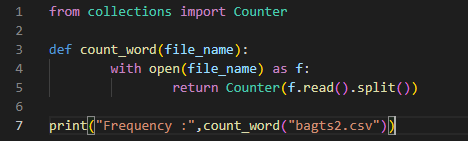 1 from collections import Counter
2
3 def count_word(file_name):
4         with open(file_name) as f:
5                 return Counter(f.read().split())
6
7 print("Frequency :",count_word("bagts2.csv"))